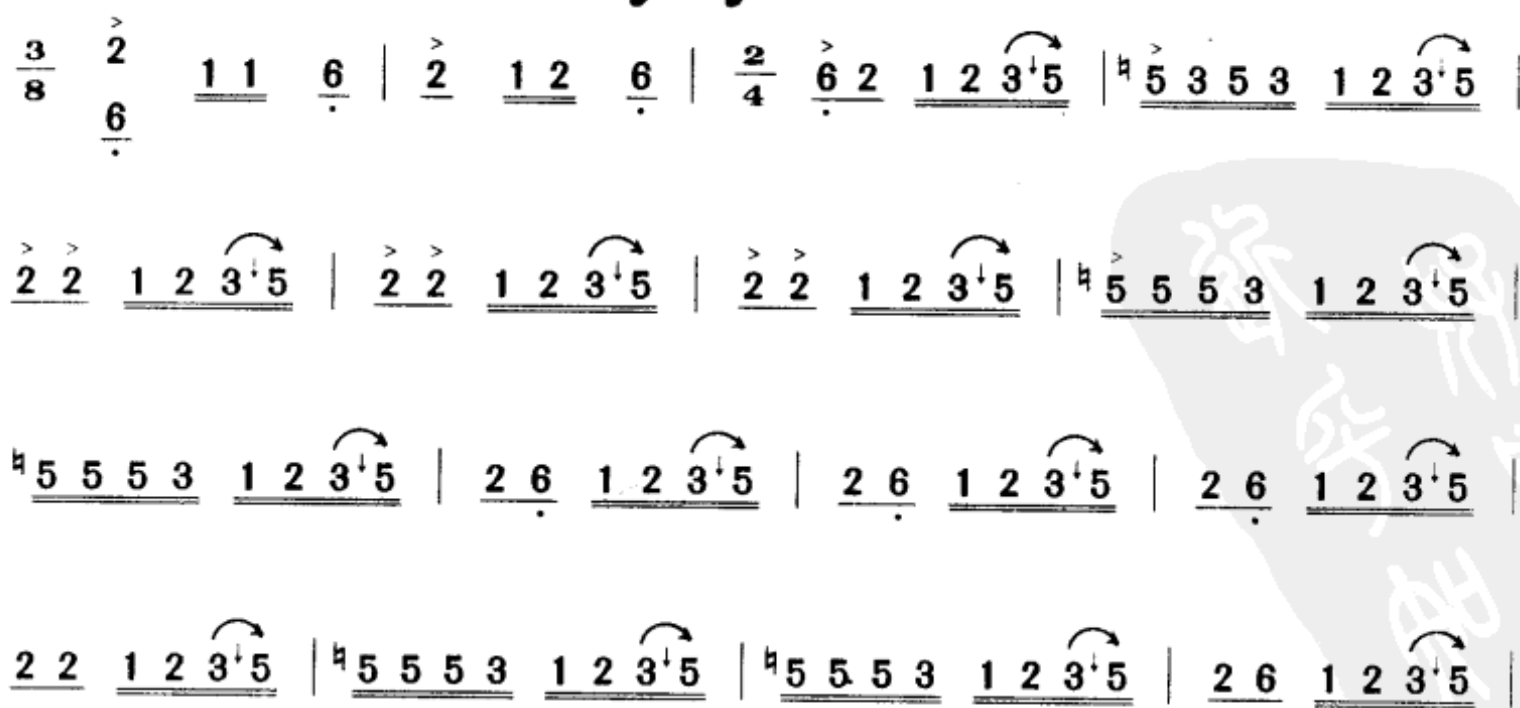 3/8 2 6 1 1 6 | 2 1 2 6 | 2/4 6 2 1 2 3 ↓5 | ♮5 3 5 3 1 2 3 ↓5 |
2 2 1 2 3 ↓5 | 2 2 1 2 3 ↓5 | 2 2 1 2 3 ↓5 | ♮5 5 5 3 1 2 3 ↓5 |
♮5 5 5 3 1 2 3 ↓5 | 2 6 1 2 3 ↓5 | 2 6 1 2 3 ↓5 | 2 6 1 2 3 ↓5 |
2 2 1 2 3 ↓5 | ♮5 5 5 3 1 2 3 ↓5 | ♮5 5 5 3 1 2 3 ↓5 | 2 6 1 2 3 ↓5 |